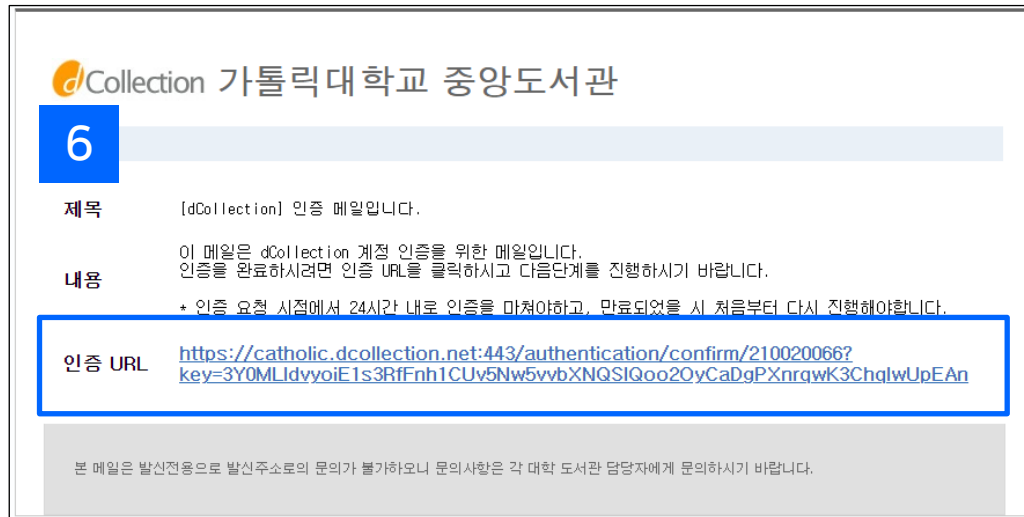 dCollection 가톨릭대학교 중앙도서관
6
제목 [dCollection] 인증 메일입니다.
이 메일은 dCollection 계정 인증을 위한 메일입니다.
내용 인증을 완료하시려면 인증 URL을 클릭하시고 다음단계를 진행하시기 바랍니다.
* 인증 요청 시점에서 24시간 내로 인증을 마쳐야하고, 만료되었을 시 처음부터 다시 진행해야합니다.
인증 URL https://catholic.dcollection.net:443/authentication/confirm/210020066?
key=3Y0MLIdvyoiE1s3RfFnh1CUv5Nw5vvbXNQSIQoo2OyCaDgPXnrqwK3ChqIwUpEAn
본 메일은 발신전용으로 발신주소로의 문의가 불가하오니 문의사항은 각 대학 도서관 담당자에게 문의하시기 바랍니다.